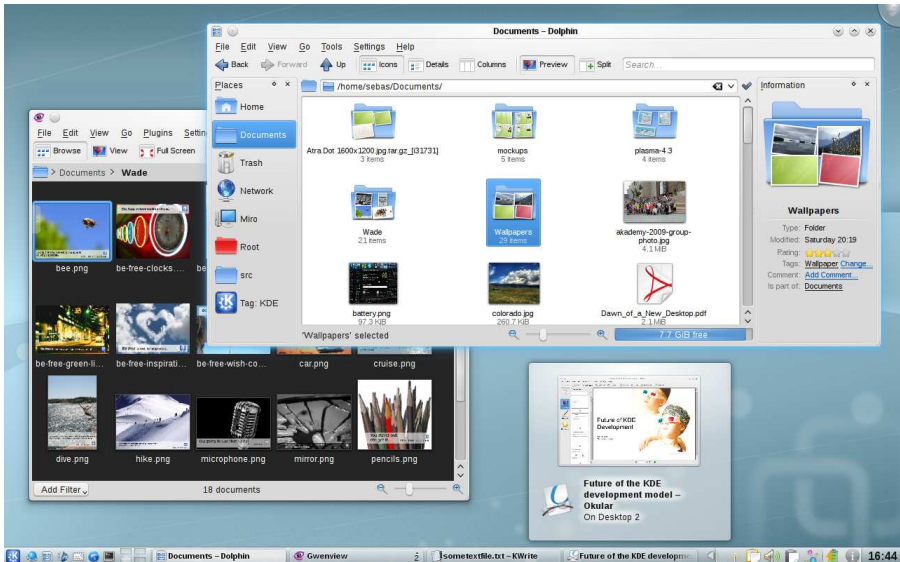 Documents – Dolphin
File Edit View Go Tools Settings Help
Back Forward Up Icons Details Columns Preview Split Search...
Places
/home/sebas/Documents/
Information
Home
Documents
Trash
Network
Miro
Root
src
Tag: KDE
Atra.Dot 1600x1200.jpg.tar.gz_[31731]
3 items
mockups
5 items
plasma-4.3
4 items
Wade
21 items
Wallpapers
29 items
akademy-2009-group-
photo.jpg
4.1 MiB
battery.png
97.3 KiB
colorado.jpg
260.7 KiB
Dawn_of_a_New_Desktop.pdf
2.1 MiB
'Wallpapers' selected
7.7 GiB free
Wallpapers
Type: Folder
Modified: Saturday 20:19
Rating:
Tags: Wallpaper Change...
Comment: Add Comment...
Is part of: Documents
File Edit View Go Plugins Settin
Browse View Full Screen
> Documents > Wade
bee.png be-free-clocks.... be
be-free-green-li... be-free-inspirati... be-free-wish-co... car.png cruise.png
dive.png hike.png microphone.png mirror.png pencils.png
Add Filter
18 documents
Future of KDE
Development
Future of the KDE
development model –
Okular
On Desktop 2
Documents – Dolphin
Gwenview
2
sometextfile.txt – KWrite
Future of the KDE developme
16:44